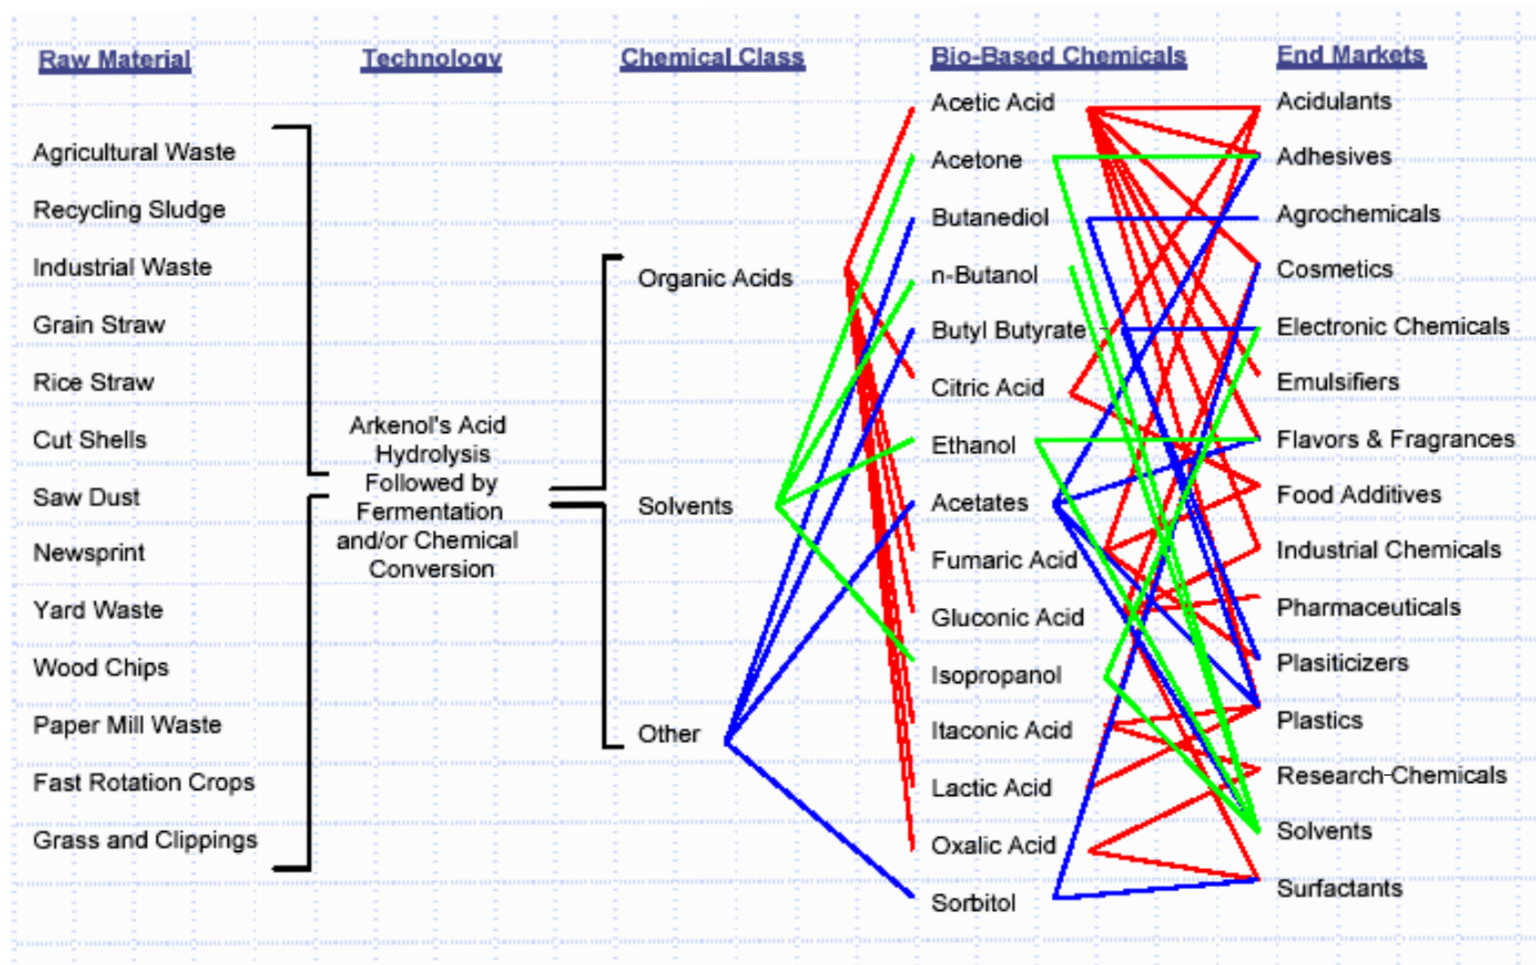 Raw Material
Technology
Chemical Class
Bio-Based Chemicals
End Markets
Agricultural Waste
Recycling Sludge
Industrial Waste
Grain Straw
Rice Straw
Cut Shells
Saw Dust
Newsprint
Yard Waste
Wood Chips
Paper Mill Waste
Fast Rotation Crops
Grass and Clippings
Arkenol's Acid
Hydrolysis
Followed by
Fermentation
and/or Chemical
Conversion
Organic Acids
Solvents
Other
Acetic Acid
Acetone
Butanediol
n-Butanol
Butyl Butyrate
Citric Acid
Ethanol
Acetates
Fumaric Acid
Gluconic Acid
Isopropanol
Itaconic Acid
Lactic Acid
Oxalic Acid
Sorbitol
Acidulants
Adhesives
Agrochemicals
Cosmetics
Electronic Chemicals
Emulsifiers
Flavors & Fragrances
Food Additives
Industrial Chemicals
Pharmaceuticals
Plasiticizers
Plastics
Research-Chemicals
Solvents
Surfactants